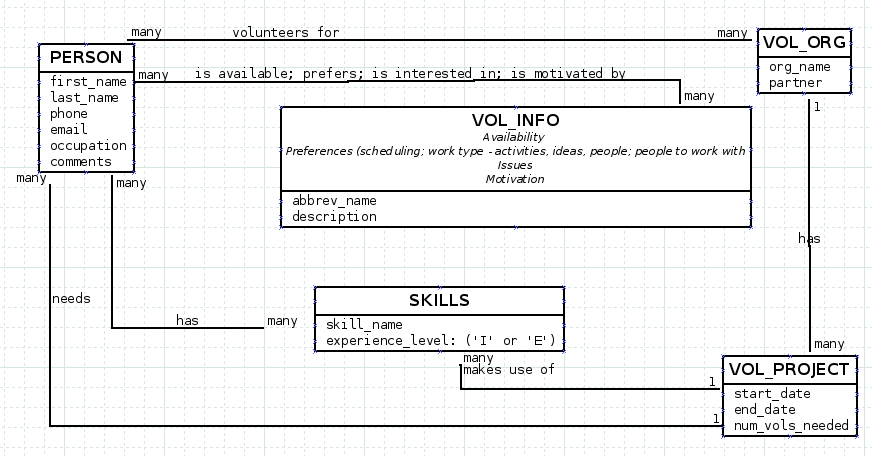 many
volunteers for
many
PERSON
first_name
last_name
phone
email
occupation
comments
VOL_ORG
org_name
partner
many
is available; prefers; is interested in; is motivated by
many
VOL_INFO
Availability
Preferences (scheduling; work type - activities, ideas, people; people to work with
Issues
Motivation
abbrev_name
description
1
has
many
many
many
needs
has
many
SKILLS
skill_name
experience_level: ('I' or 'E')
many
makes use of
1
1
VOL_PROJECT
start_date
end_date
num_vols_needed